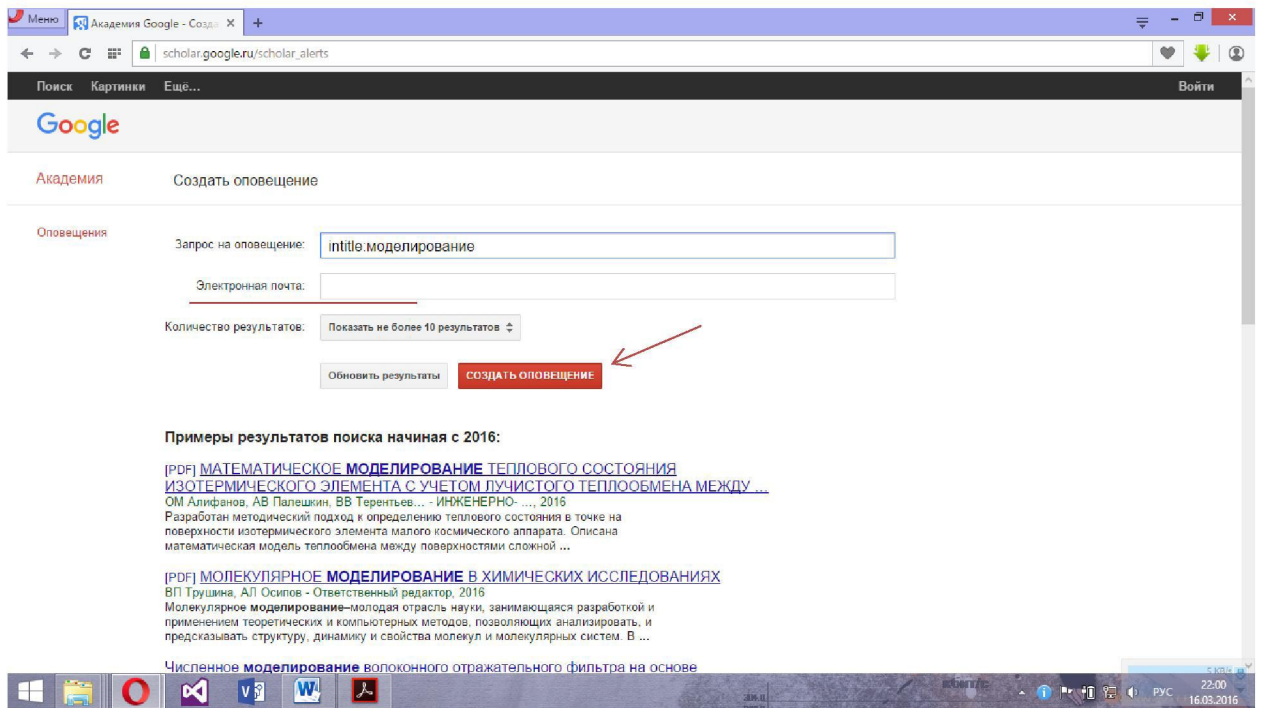 Меню Академия Google - Созда
scholar.google.ru/scholar_alerts
Поиск Картинки Ещё... Войти
Google
Академия Создать оповещение
Оповещения
Запрос на оповещение: intitle:моделирование
Электронная почта:
Количество результатов: Показать не более 10 результатов
Обновить результаты СОЗДАТЬ ОПОВЕЩЕНИЕ
Примеры результатов поиска начиная с 2016:
[PDF] МАТЕМАТИЧЕСКОЕ МОДЕЛИРОВАНИЕ ТЕПЛОВОГО СОСТОЯНИЯ
ИЗОТЕРМИЧЕСКОГО ЭЛЕМЕНТА С УЧЕТОМ ЛУЧИСТОГО ТЕПЛООБМЕНА МЕЖДУ ...
ОМ Алифанов, АВ Палешкин, ВВ Терентьев... - ИНЖЕНЕРНО- ..., 2016
Разработан методический подход к определению теплового состояния в точке на
поверхности изотермического элемента малого космического аппарата. Описана
математическая модель теплообмена между поверхностями сложной ...
[PDF] МОЛЕКУЛЯРНОЕ МОДЕЛИРОВАНИЕ В ХИМИЧЕСКИХ ИССЛЕДОВАНИЯХ
ВП Трушина, АЛ Осипов - Ответственный редактор, 2016
Молекулярное моделирование–молодая отрасль науки, занимающаяся разработкой и
применением теоретических и компьютерных методов, позволяющих анализировать, и
предсказывать структуру, динамику и свойства молекул и молекулярных систем. В ...
Численное моделирование волоконного отражательного фильтра на основе
РУС 22:00
16.03.2016